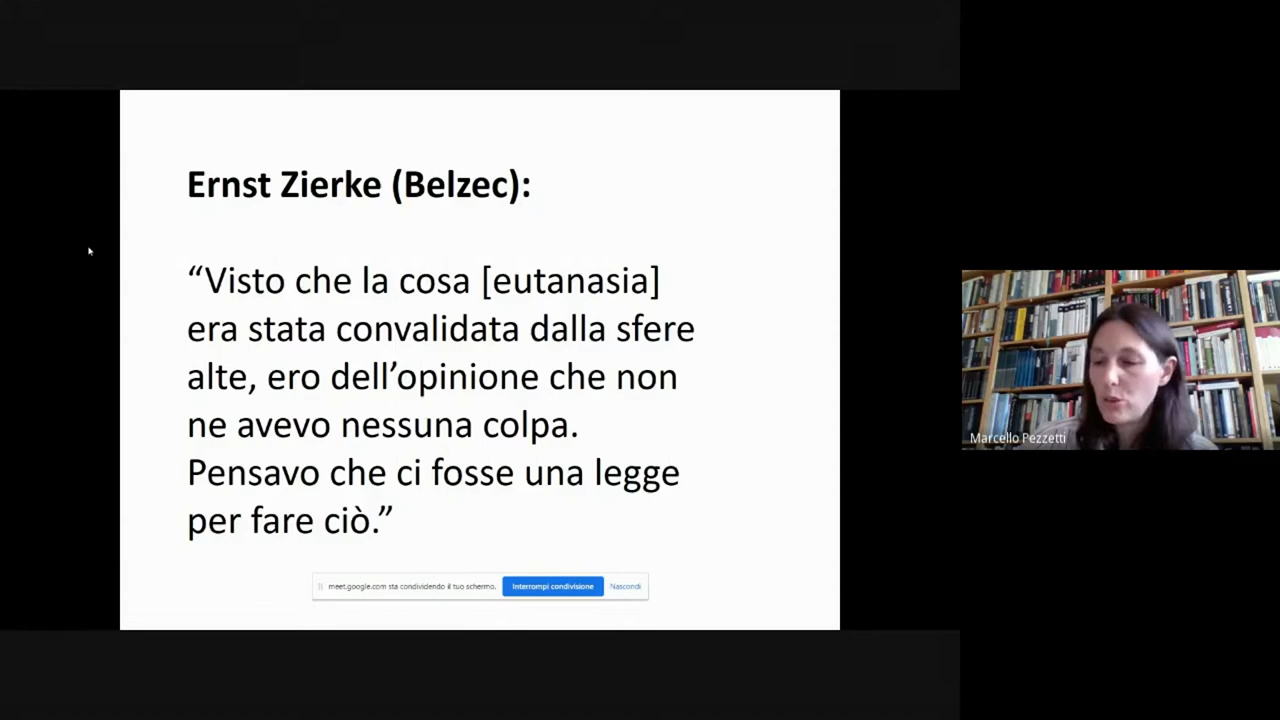 Ernst Zierke (Belzec):
“Visto che la cosa [eutanasia]
era stata convalidata dalla sfere
alte, ero dell’opinione che non
ne avevo nessuna colpa.
Pensavo che ci fosse una legge
per fare ciò.”
meet.google.com sta condividendo il tuo schermo. Interrompi condivisione Nascondi
Marcello Pezzetti